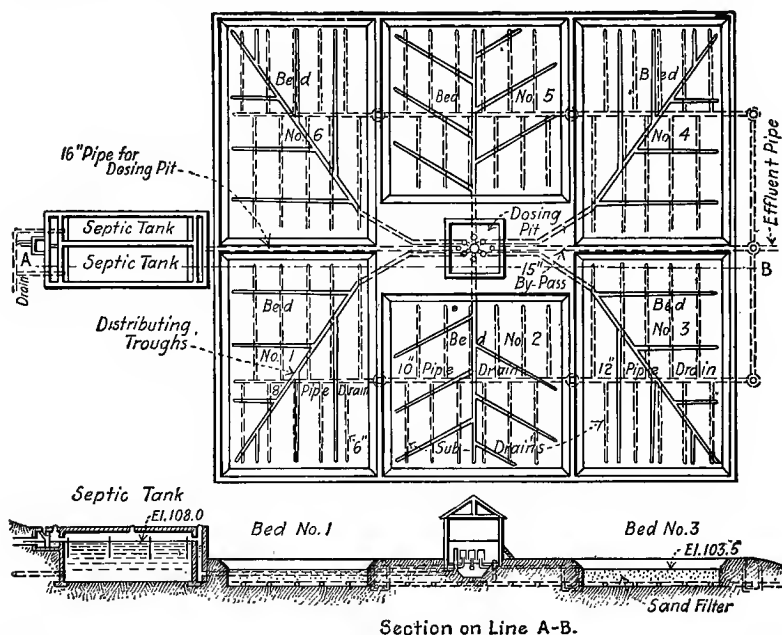 Bed
No. 6
Bed
No. 5
Bed
No. 4
16" Pipe for
Dosing Pit
Dosing
Pit
Effluent Pipe
Septic Tank
A
Septic Tank
Drain
15"
By-Pass
B
Bed
No. 1
Bed
No. 2
Bed
No. 3
Distributing
Troughs
8" Pipe Drain
10" Pipe Drain
12" Pipe Drain
6"
Sub-Drains
Septic Tank
El. 108.0
Bed No. 1
Bed No. 3
El. 103.5
Sand Filter
Section on Line A-B.